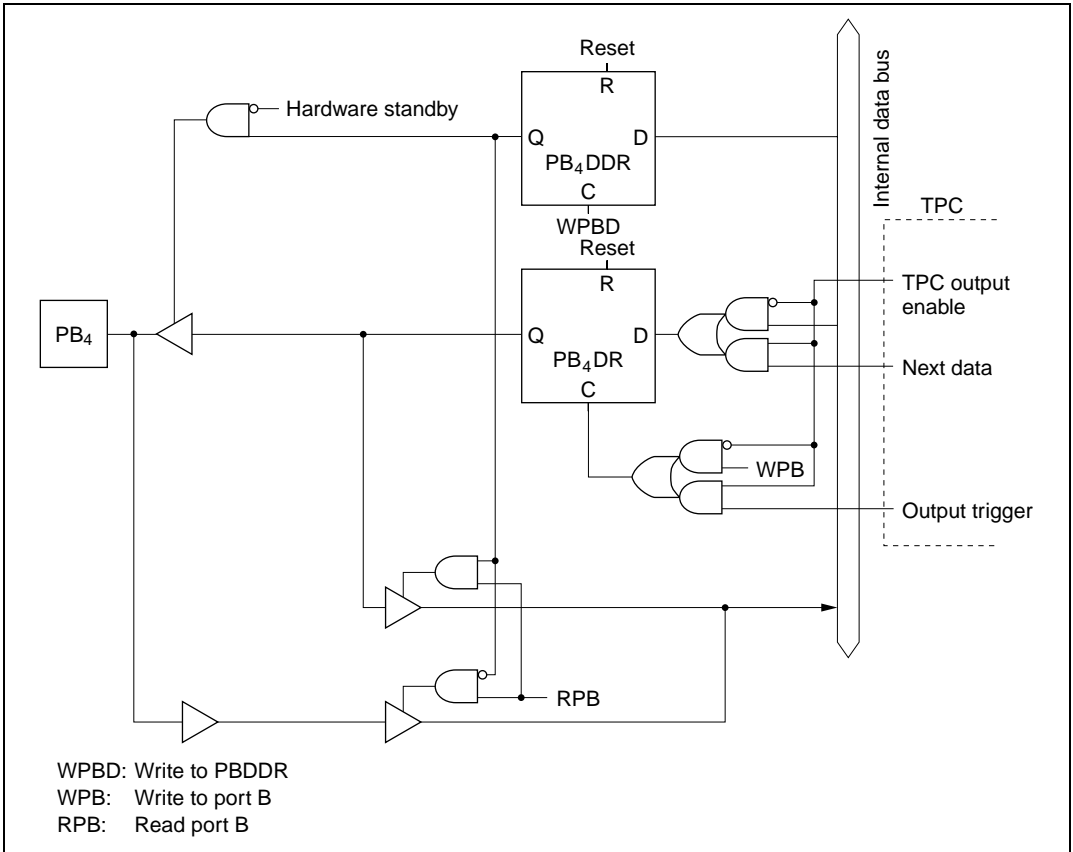 Reset
Hardware standby
R
Q
D
PB4DDR
C
WPBD
Internal data bus
TPC
Reset
R
TPC output
enable
PB4
Q
D
PB4DR
C
Next data
WPB
Output trigger
RPB
WPBD: Write to PBDDR
WPB: Write to port B
RPB: Read port B